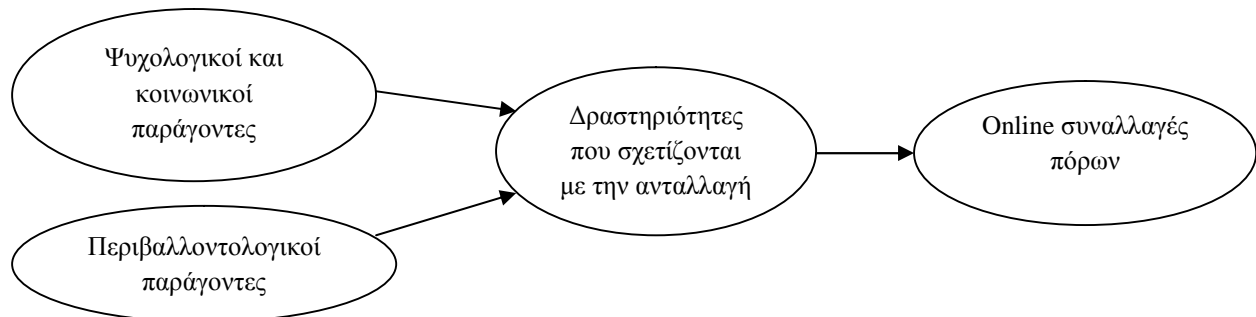 Ψυχολογικοί και
κοινωνικοί
παράγοντες
Περιβαλλοντολογικοί
παράγοντες
Δραστηριότητες
που σχετίζονται
με την ανταλλαγή
Online συναλλαγές
πόρων